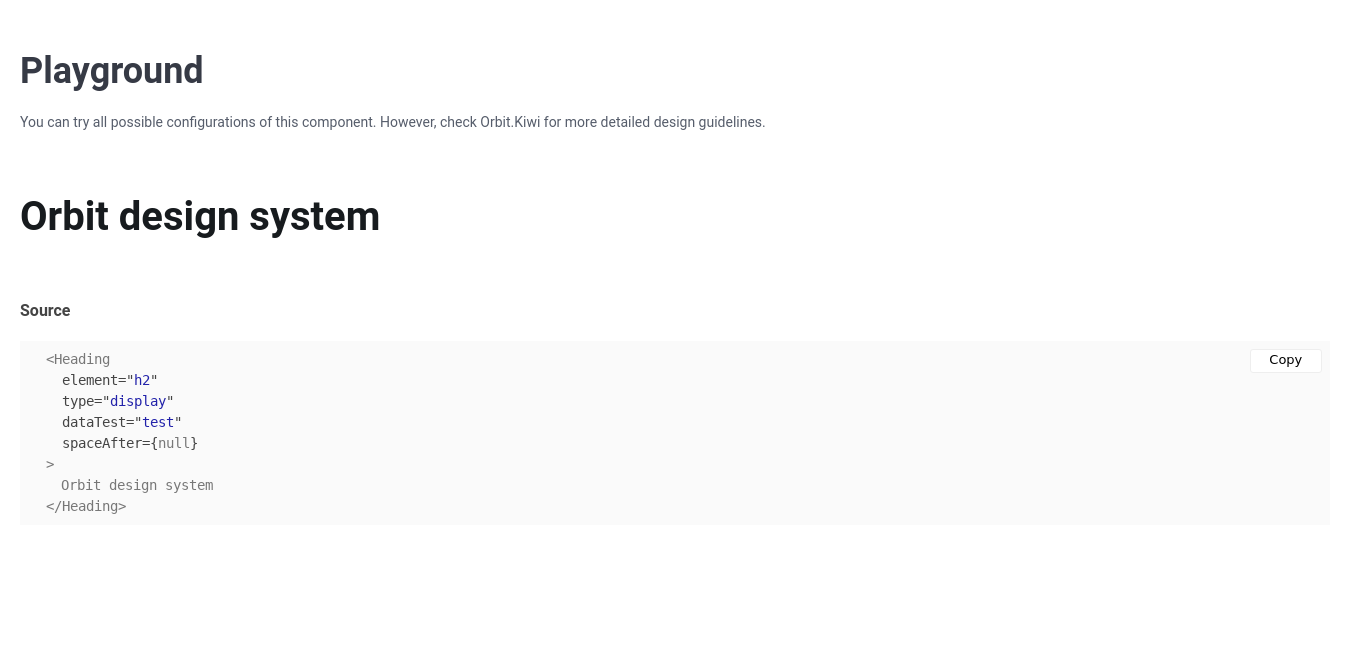 Playground
You can try all possible configurations of this component. However, check Orbit.Kiwi for more detailed design guidelines.
Orbit design system
Source
<Heading
Copy
element="h2"
type="display"
dataTest="test"
spaceAfter={null}
>
Orbit design system
</Heading>